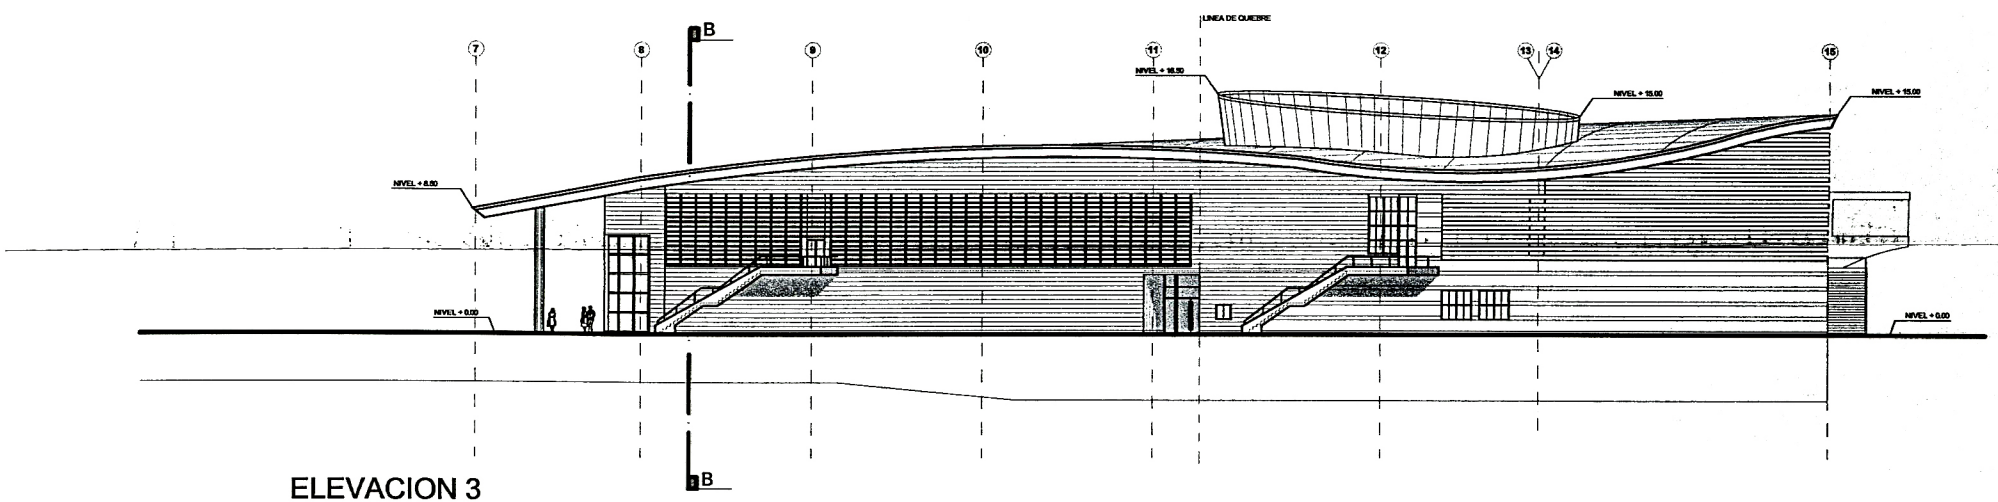 B
LINEA DE QUIEBRE
7
8
9
10
11
12
13
14
15
NIVEL + 16.50
NIVEL + 15.00
NIVEL + 15.00
NIVEL + 8.60
NIVEL + 0.00
NIVEL + 0.00
B
ELEVACION 3